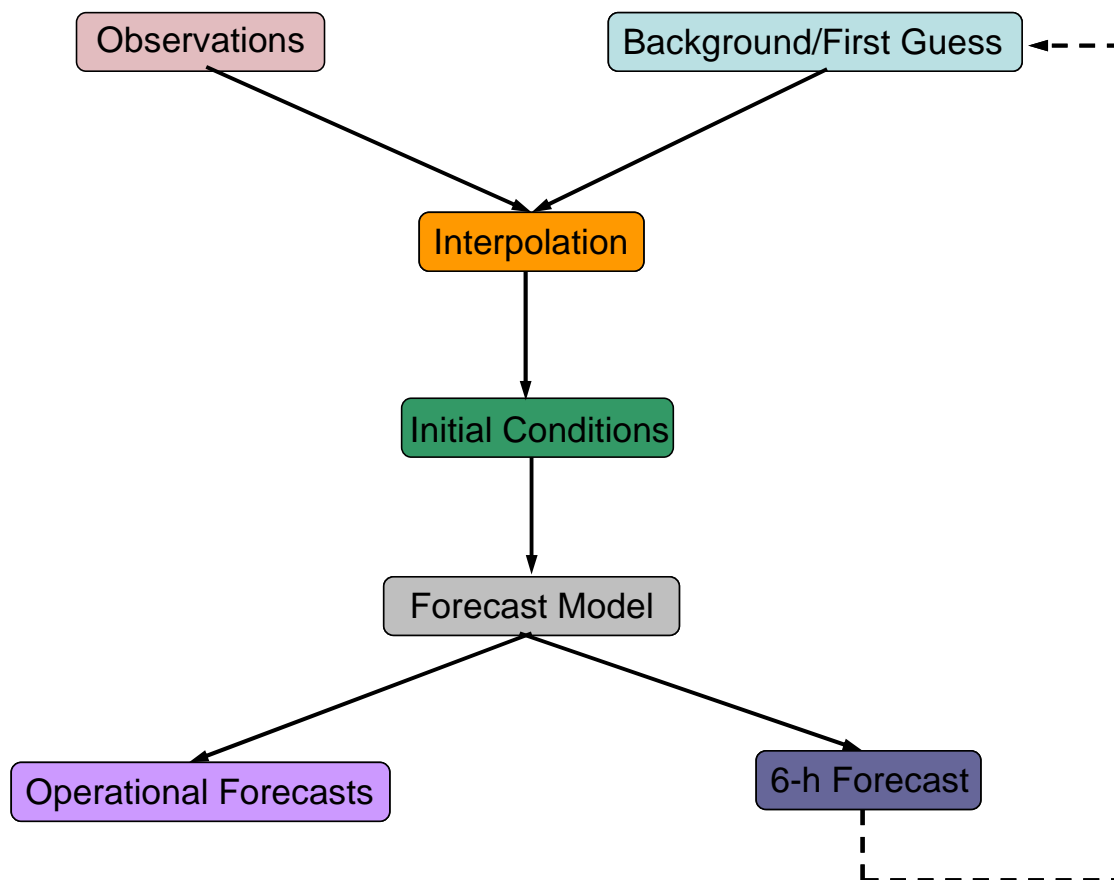 Observations
Background/First Guess
Interpolation
Initial Conditions
Forecast Model
Operational Forecasts
6-h Forecast